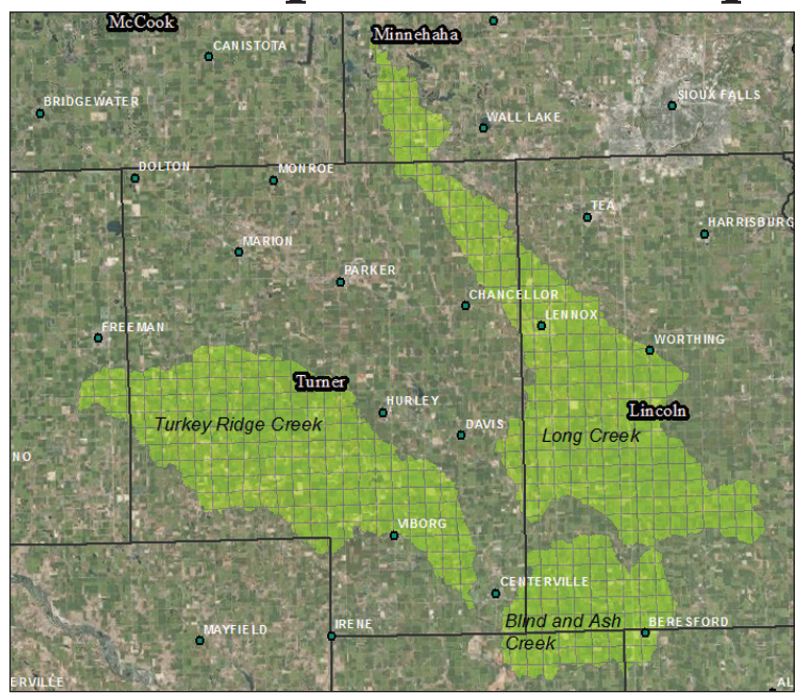 McCook
Minnehaha
CANISTOTA
SIOUX FALLS
BRIDGEWATER
WALL LAKE
DOLTON
MONROE
TEA
HARRISBURG
MARION
PARKER
CHANCELLOR
LENNOX
FREEMAN
WORTHING
Turner
HURLEY
Lincoln
Turkey Ridge Creek
DAVIS
Long Creek
NO
VIBORG
CENTERVILLE
MAYFIELD
IRENE
Blind and Ash
Creek
BERESFORD
ERVILLE
AL